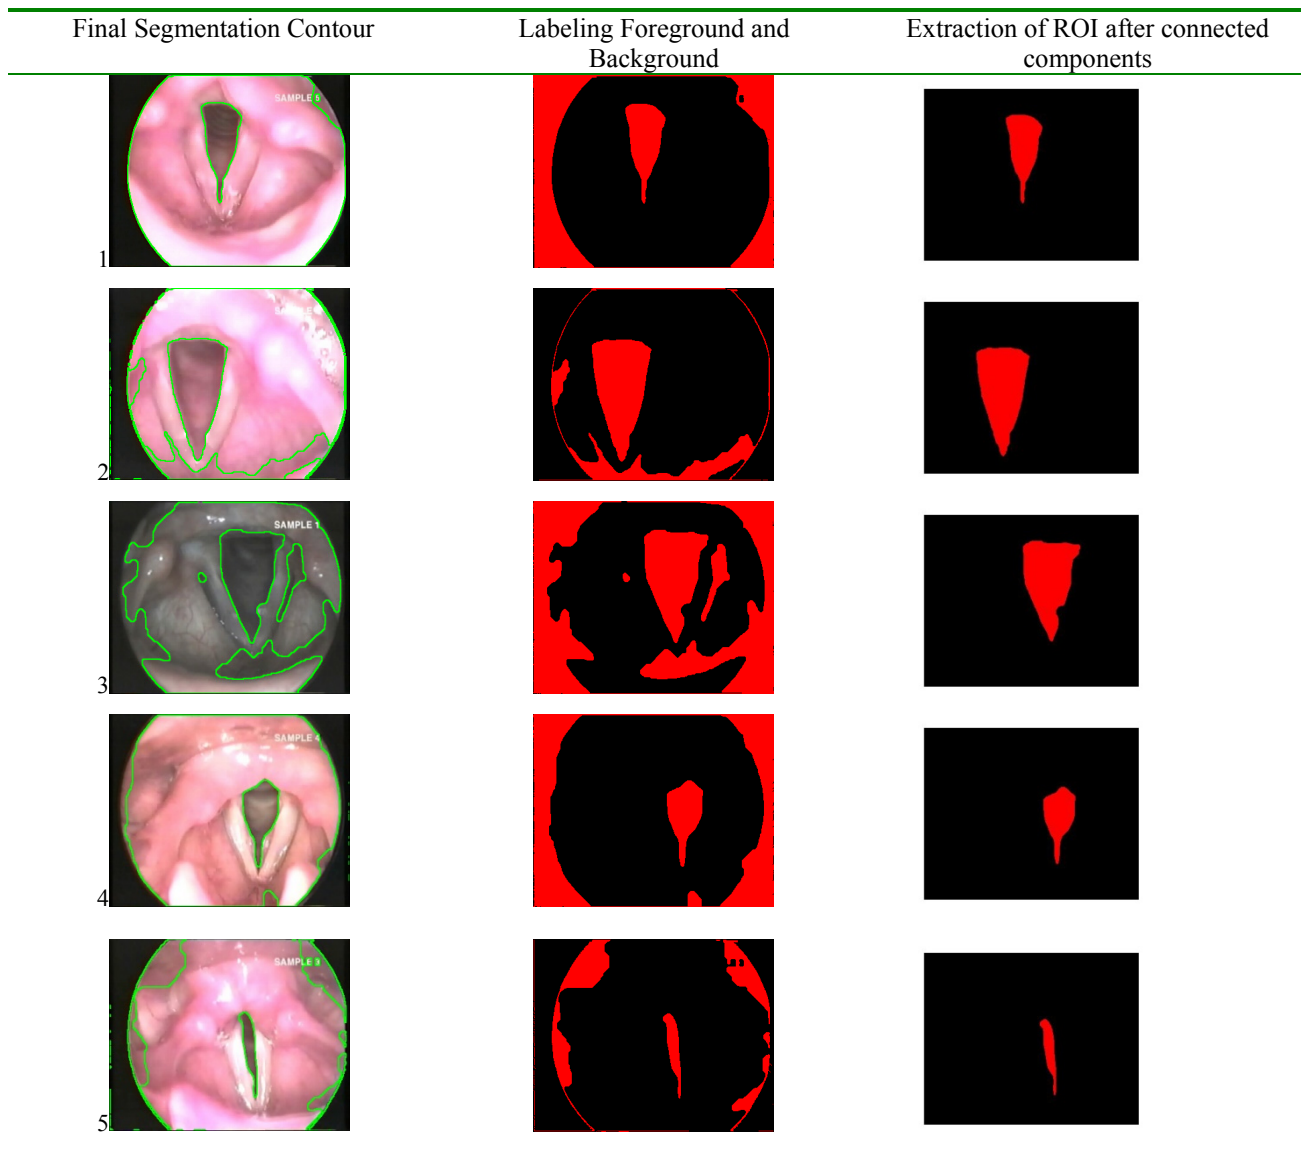 Final Segmentation Contour
Labeling Foreground and
Background
Extraction of ROI after connected
components
SAMPLE 5
1
2
SAMPLE 1
3
SAMPLE 4
4
SAMPLE 3
5